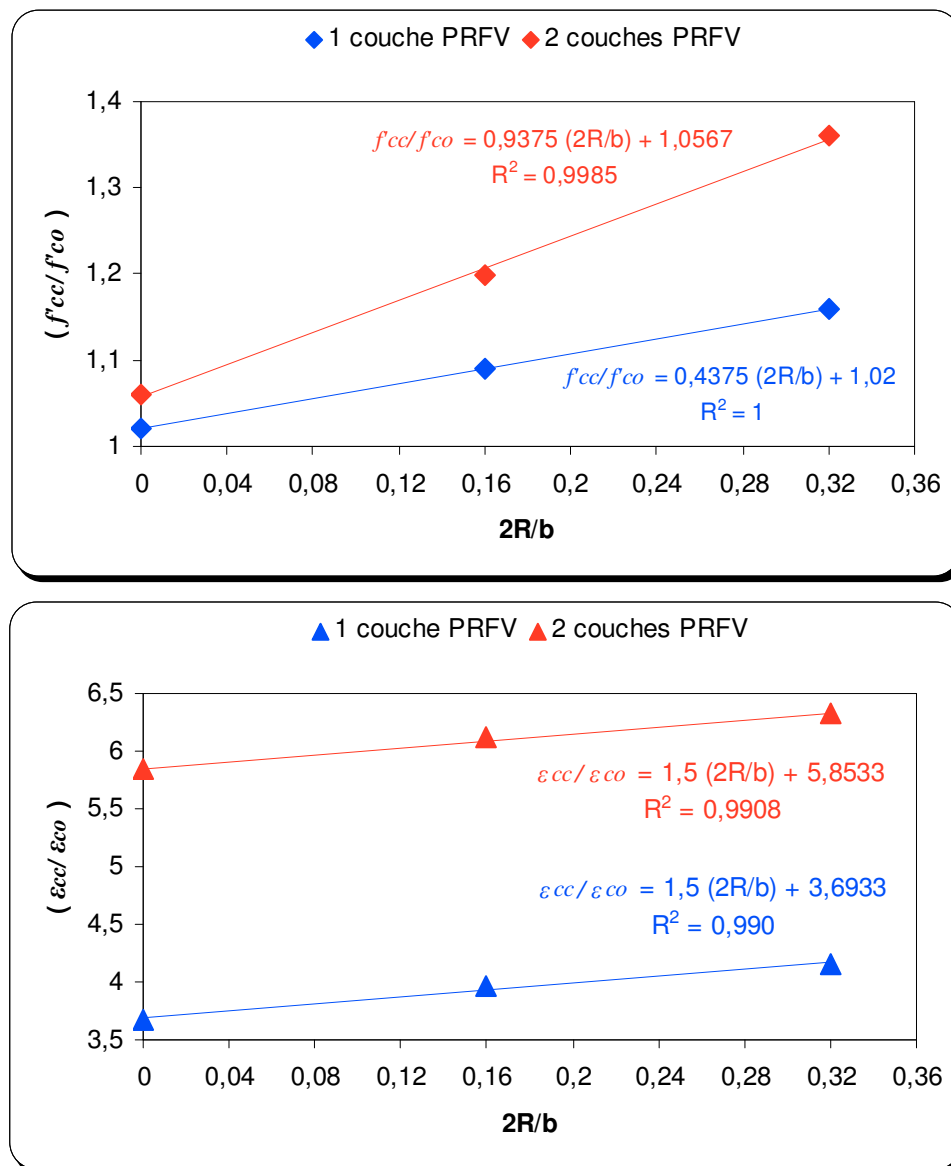 1 couche PRFV 2 couches PRFV
1,4
1,3
1,2
1,1
1
(f'cc/f'co)
f'cc/f'co = 0,9375 (2R/b) + 1,0567
R² = 0,9985
f'cc/f'co = 0,4375 (2R/b) + 1,02
R² = 1
0 0,04 0,08 0,12 0,16 0,2 0,24 0,28 0,32 0,36
2R/b
1 couche PRFV 2 couches PRFV
6,5
6
5,5
5
4,5
4
3,5
(εcc/εco)
εcc/εco = 1,5 (2R/b) + 5,8533
R² = 0,9908
εcc/εco = 1,5 (2R/b) + 3,6933
R² = 0,990
0 0,04 0,08 0,12 0,16 0,2 0,24 0,28 0,32 0,36
2R/b